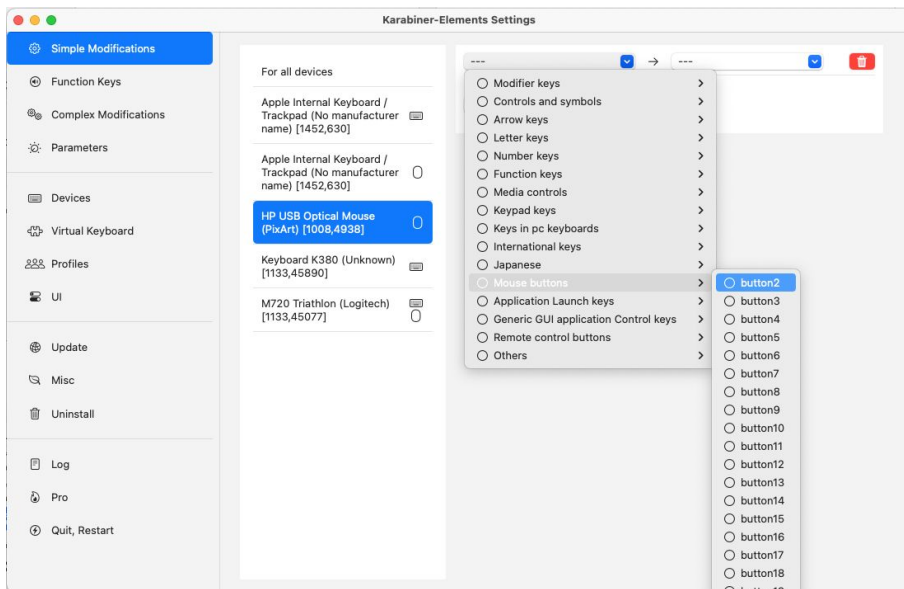 Karabiner-Elements Settings
Simple Modifications
Function Keys
Complex Modifications
Parameters
Devices
Virtual Keyboard
Profiles
UI
Update
Misc
Uninstall
Log
Pro
Quit, Restart
For all devices
Apple Internal Keyboard /
Trackpad (No manufacturer
name) [1452,630]
Apple Internal Keyboard /
Trackpad (No manufacturer
name) [1452,630]
HP USB Optical Mouse
(PixArt) [1008,4938]
Keyboard K380 (Unknown)
[1133,45890]
M720 Triathlon (Logitech)
[1133,45077]
--- → ---
Modifier keys
Controls and symbols
Arrow keys
Letter keys
Number keys
Function keys
Media controls
Keypad keys
Keys in pc keyboards
International keys
Japanese
Mouse buttons
Application Launch keys
Generic GUI application Control keys
Remote control buttons
Others
button2
button3
button4
button5
button6
button7
button8
button9
button10
button11
button12
button13
button14
button15
button16
button17
button18